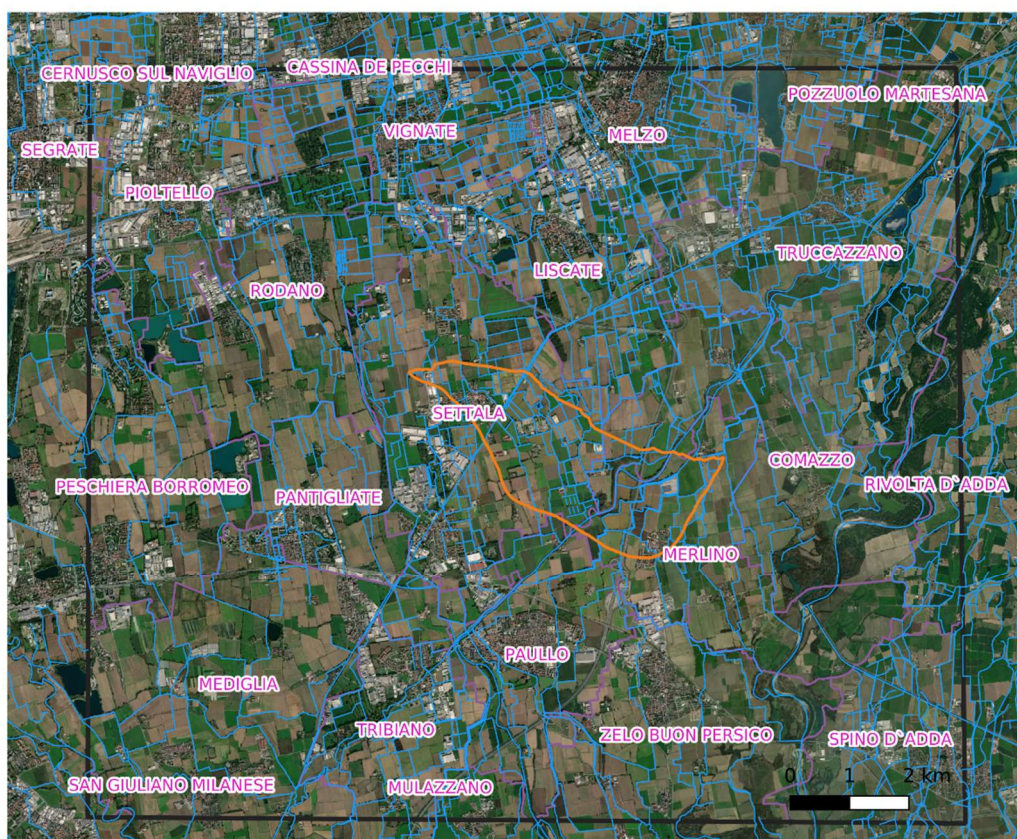 CERNUSCO SUL NAVIGLIO
CASSINA DE PECCHI
POZZUOLO MARTESANA
SEGRATE
VIGNATE
MELZO
PIOLTELLO
TRUCCAZZANO
LISCATE
RODANO
SETTALA
COMAZZO
PESCHIERA BORROMEO
RIVOLTA D`ADDA
PANTIGLIATE
MERLINO
PAULLO
MEDIGLIA
TRIBIANO
ZELO BUON PERSICO
SPINO D`ADDA
SAN GIULIANO MILANESE
MULAZZANO
0 1 2 km